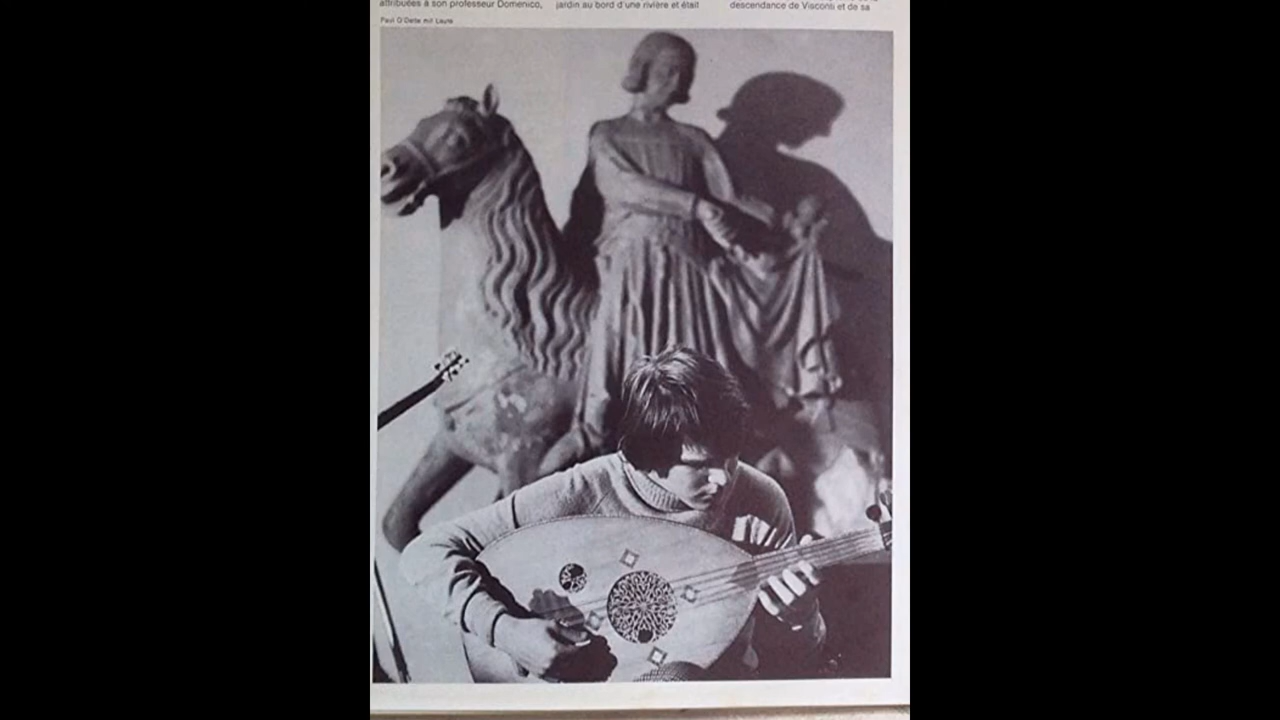 attribuées à son professeur Domenico,
jardin au bord d'une rivière et était
descendance de Visconti et de sa
Paul O'Dette mit Laute